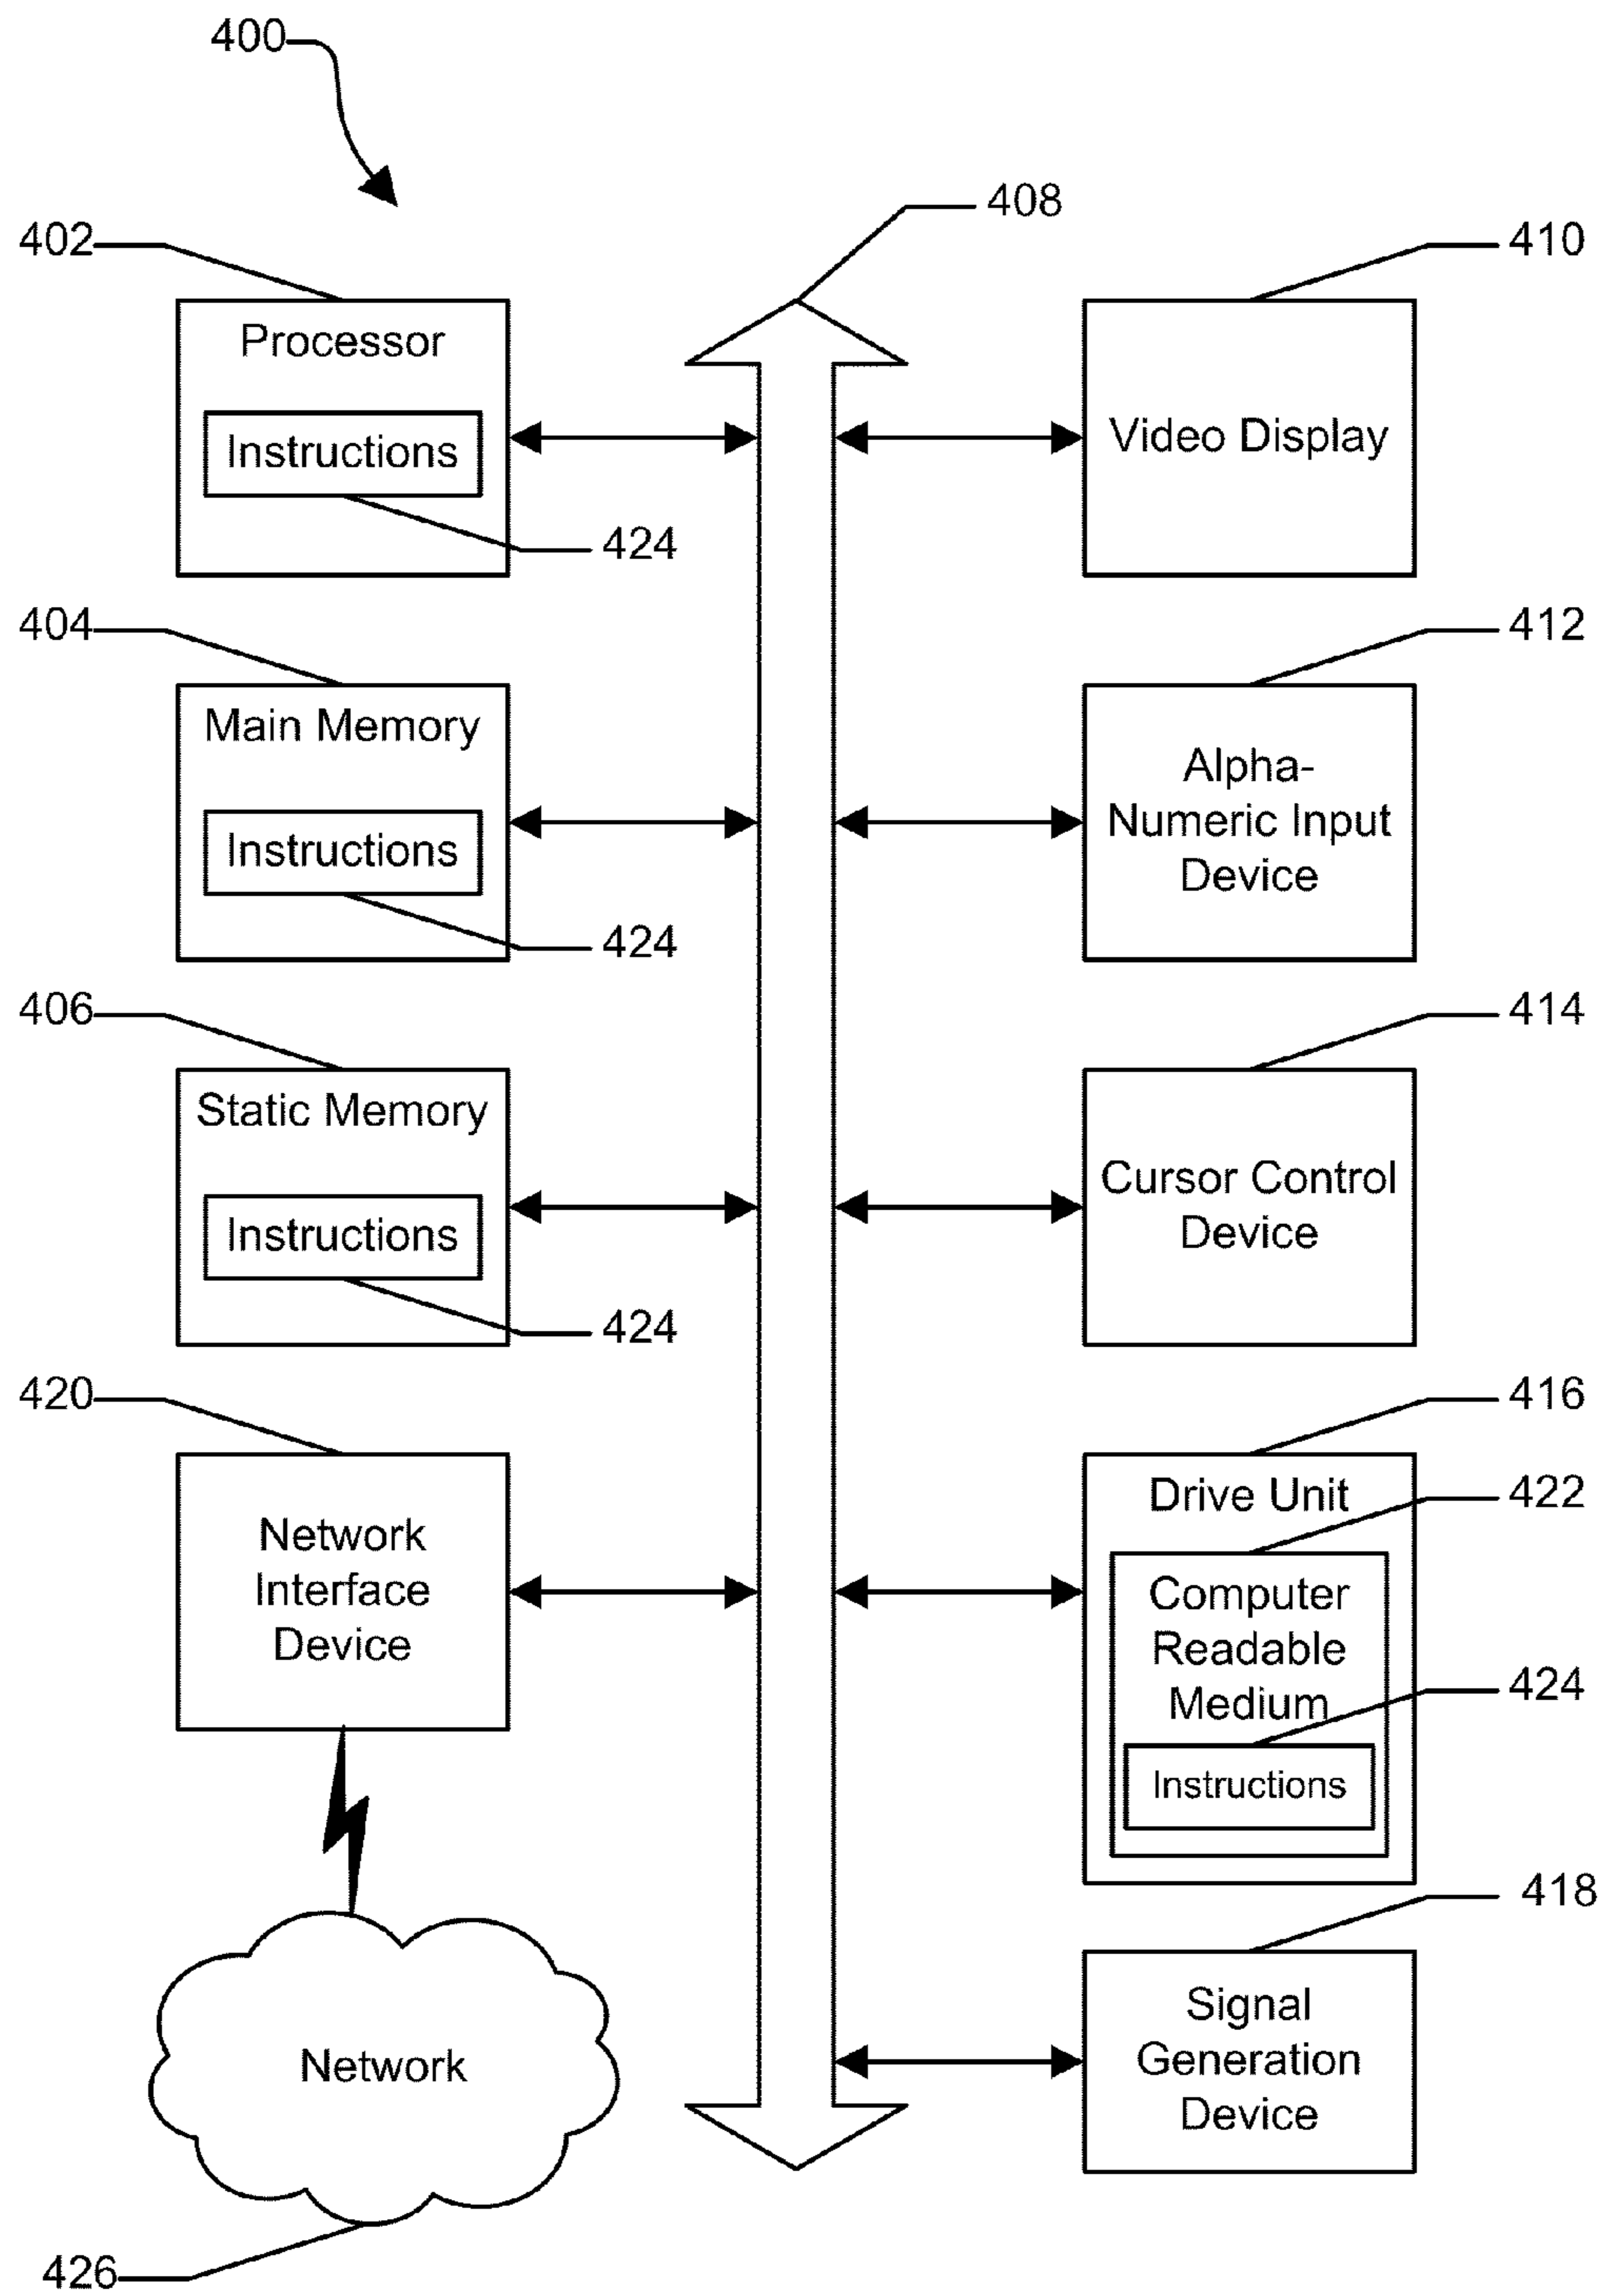 400
408
402
410
Processor
Instructions
424
Video Display
404
412
Main Memory
Instructions
424
Alpha-
Numeric Input
Device
406
414
Static Memory
Instructions
424
Cursor Control
Device
420
416
Network
Interface
Device
Drive Unit
422
Computer
Readable
Medium
424
Instructions
418
Signal
Generation
Device
Network
426